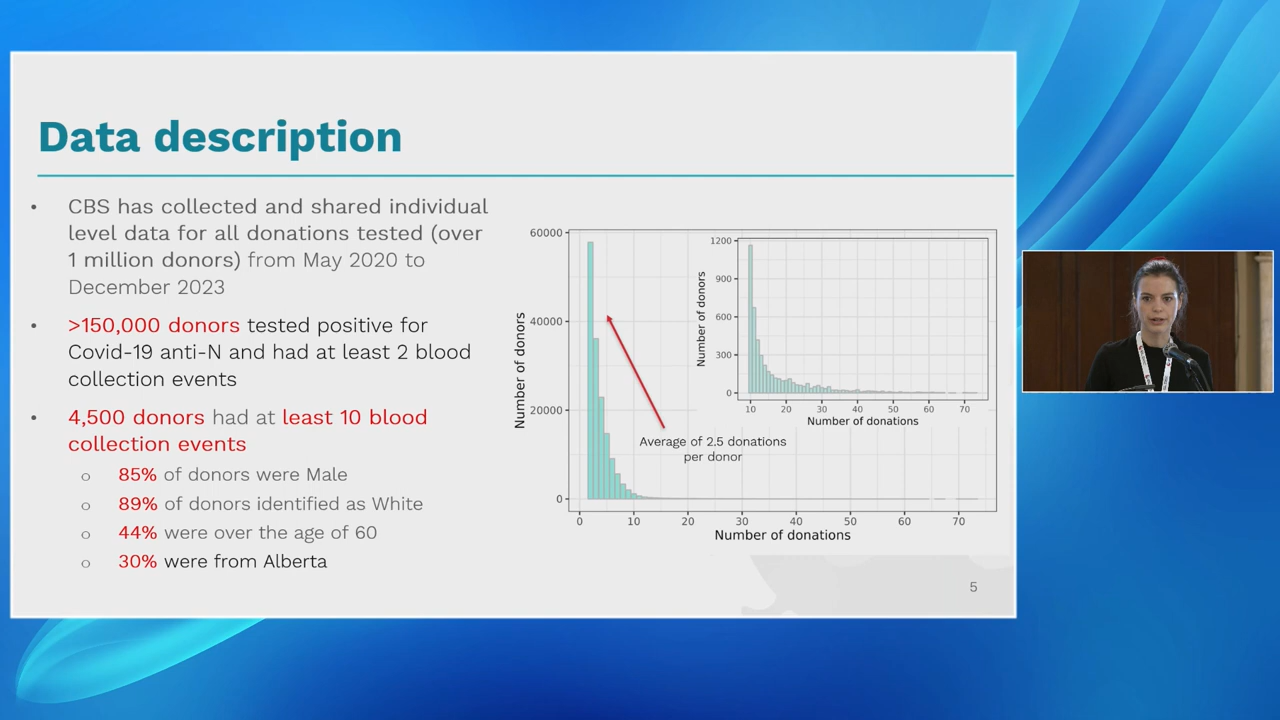 Data description
• CBS has collected and shared individual
level data for all donations tested (over
1 million donors) from May 2020 to
December 2023
• >150,000 donors tested positive for
Covid-19 anti-N and had at least 2 blood
collection events
• 4,500 donors had at least 10 blood
collection events
o 85% of donors were Male
o 89% of donors identified as White
o 44% were over the age of 60
o 30% were from Alberta
Number of donors
60000
40000
20000
0
0 10 20 30 40 50 60 70
Number of donations
Average of 2.5 donations
per donor
Number of donors
1200
900
600
300
0
10 20 30 40 50 60 70
Number of donations
5